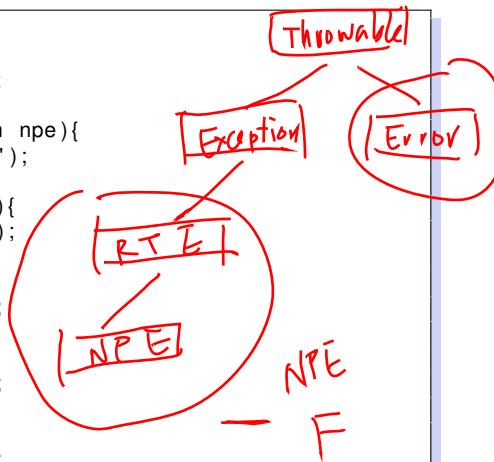 Throwable
;
n npe){
Exception
Error
");
){
RTE
);
;
NPE
NPE
;
F
;